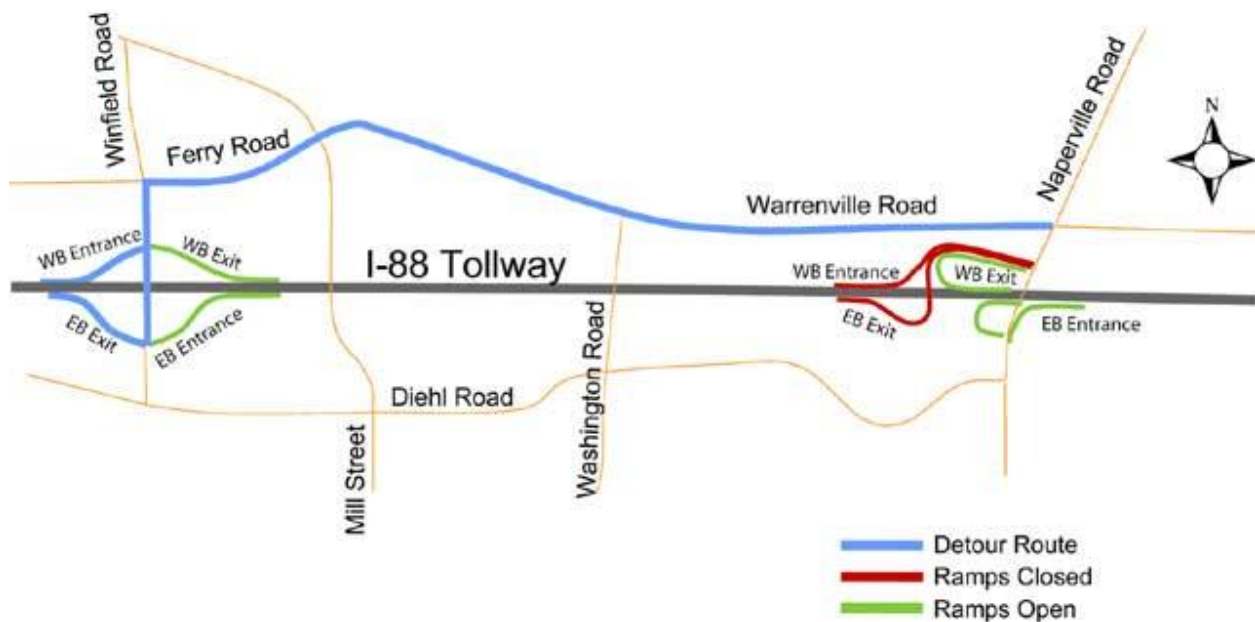 Winfield Road
Ferry Road
Naperville Road
N
Warrenville Road
WB Entrance
WB Exit
I-88 Tollway
WB Entrance
WB Exit
EB Exit
EB Entrance
EB Exit
EB Entrance
Diehl Road
Washington Road
Mill Street
Detour Route
Ramps Closed
Ramps Open